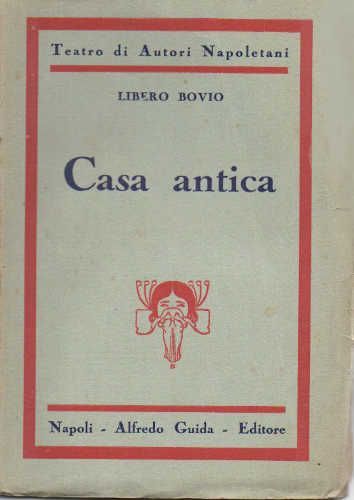 Teatro di Autori Napoletani
LIBERO BOVIO
Casa antica
Napoli - Alfredo Guida - Editore